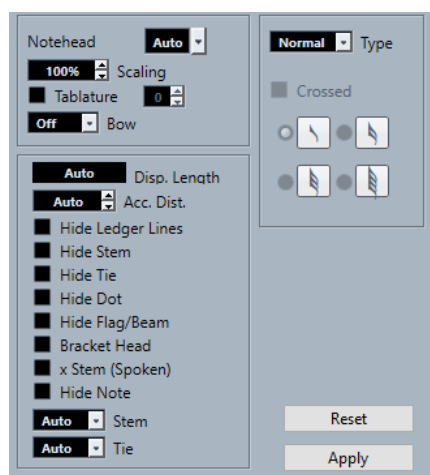 Notehead Auto
100% Scaling
Tablature 0
Off Bow
Auto Disp. Length
Auto Acc. Dist.
Hide Ledger Lines
Hide Stem
Hide Tie
Hide Dot
Hide Flag/Beam
Bracket Head
x Stem (Spoken)
Hide Note
Auto Stem
Auto Tie
Normal Type
Crossed
Reset
Apply